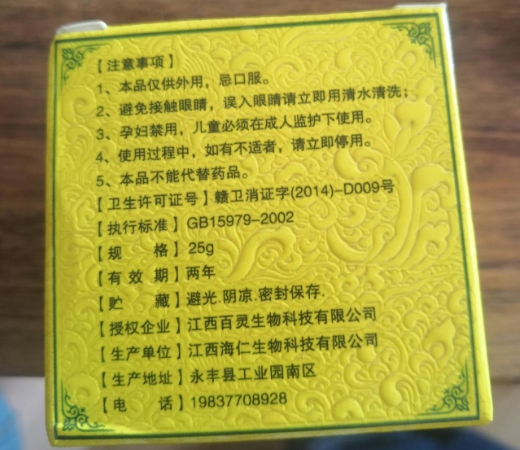 【注意事项】
1、本品仅供外用，忌口服。
2、避免接触眼睛，误入眼睛请立即用清水清洗；
3、孕妇禁用，儿童必须在成人监护下使用。
4、使用过程中，如有不适者，请立即停用。
5、本品不能代替药品。
【卫生许可证号】赣卫消证字(2014)-D009号
【执行标准】GB15979-2002
【规 格】25g
【有 效 期】两年
【贮 藏】避光.阴凉.密封保存.
【授权企业】江西百灵生物科技有限公司
【生产单位】江西海仁生物科技有限公司
【生产地址】永丰县工业园南区
【电 话】19837708928